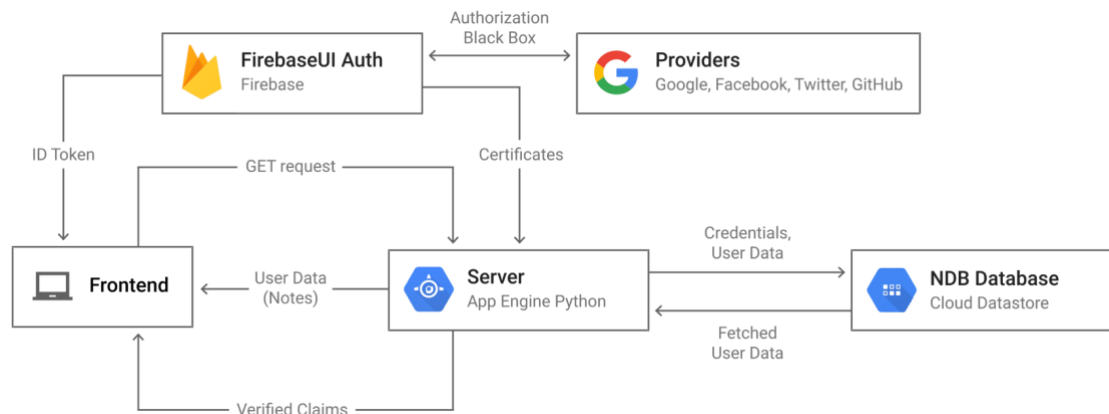 Authorization
Black Box
FirebaseUI Auth
Firebase
Providers
Google, Facebook, Twitter, GitHub
ID Token
Certificates
GET request
Credentials,
User Data
Frontend
User Data
(Notes)
Server
App Engine Python
NDB Database
Cloud Datastore
Fetched
User Data
Verified Claims